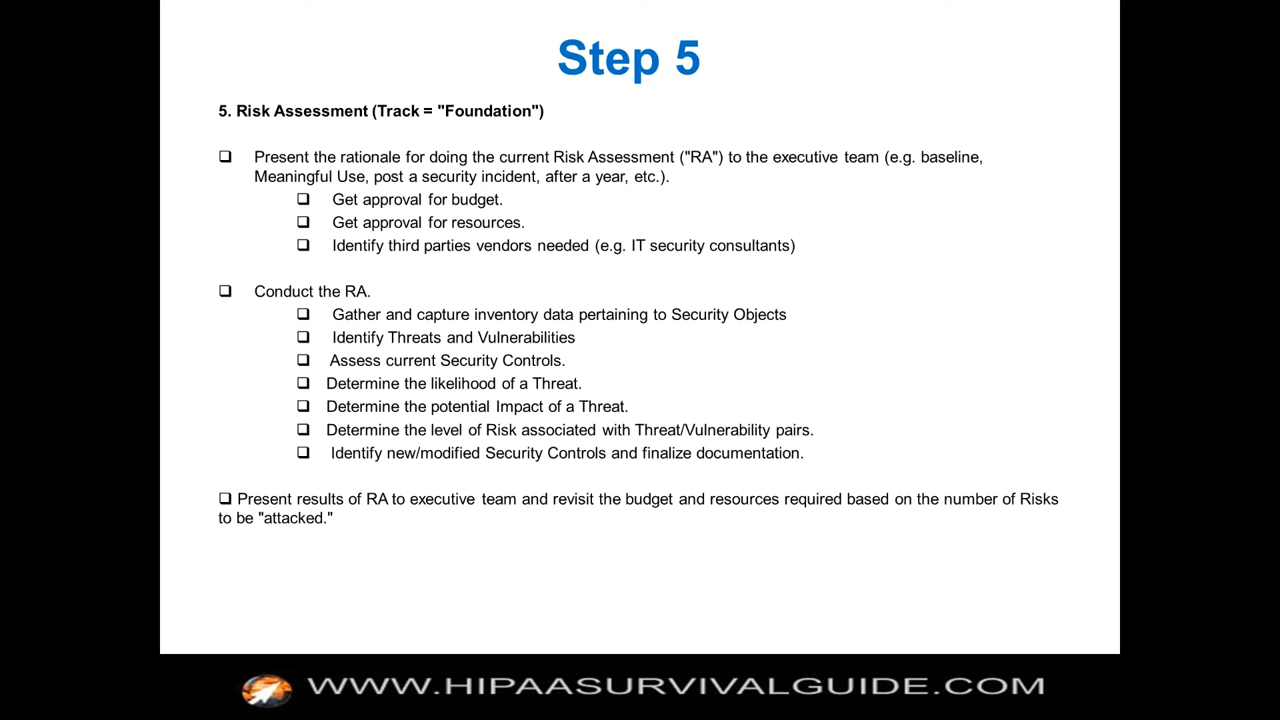 Step 5
5. Risk Assessment (Track = "Foundation")
❑ Present the rationale for doing the current Risk Assessment ("RA") to the executive team (e.g. baseline,
Meaningful Use, post a security incident, after a year, etc.).
❑ Get approval for budget.
❑ Get approval for resources.
❑ Identify third parties vendors needed (e.g. IT security consultants)
❑ Conduct the RA.
❑ Gather and capture inventory data pertaining to Security Objects
❑ Identify Threats and Vulnerabilities
❑ Assess current Security Controls.
❑ Determine the likelihood of a Threat.
❑ Determine the potential Impact of a Threat.
❑ Determine the level of Risk associated with Threat/Vulnerability pairs.
❑ Identify new/modified Security Controls and finalize documentation.
❑ Present results of RA to executive team and revisit the budget and resources required based on the number of Risks
to be "attacked."
WWW.HIPAASURVIVALGUIDE.COM